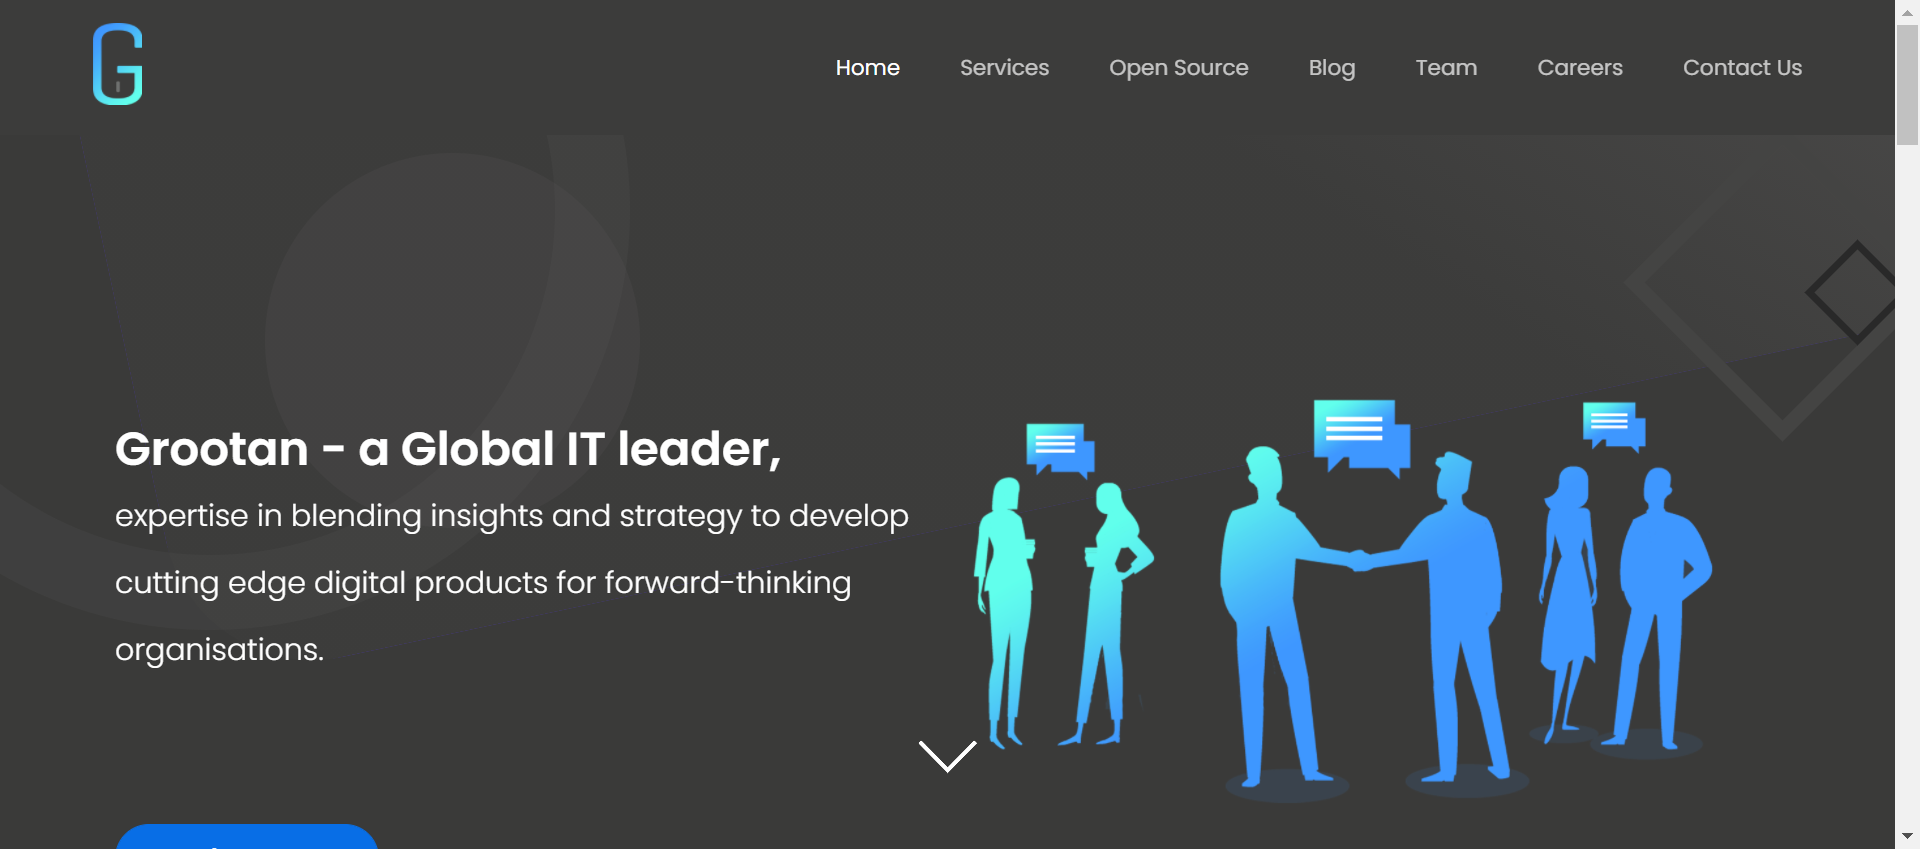 G
Home Services Open Source Blog Team Careers Contact Us
Grootan - a Global IT leader,
expertise in blending insights and strategy to develop
cutting edge digital products for forward-thinking
organisations.